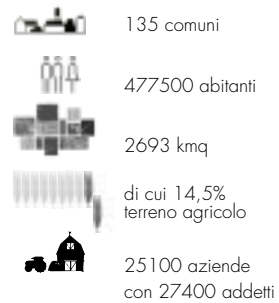 135 comuni
477500 abitanti
2693 kmq
di cui 14,5%
terreno agricolo
25100 aziende
con 27400 addetti